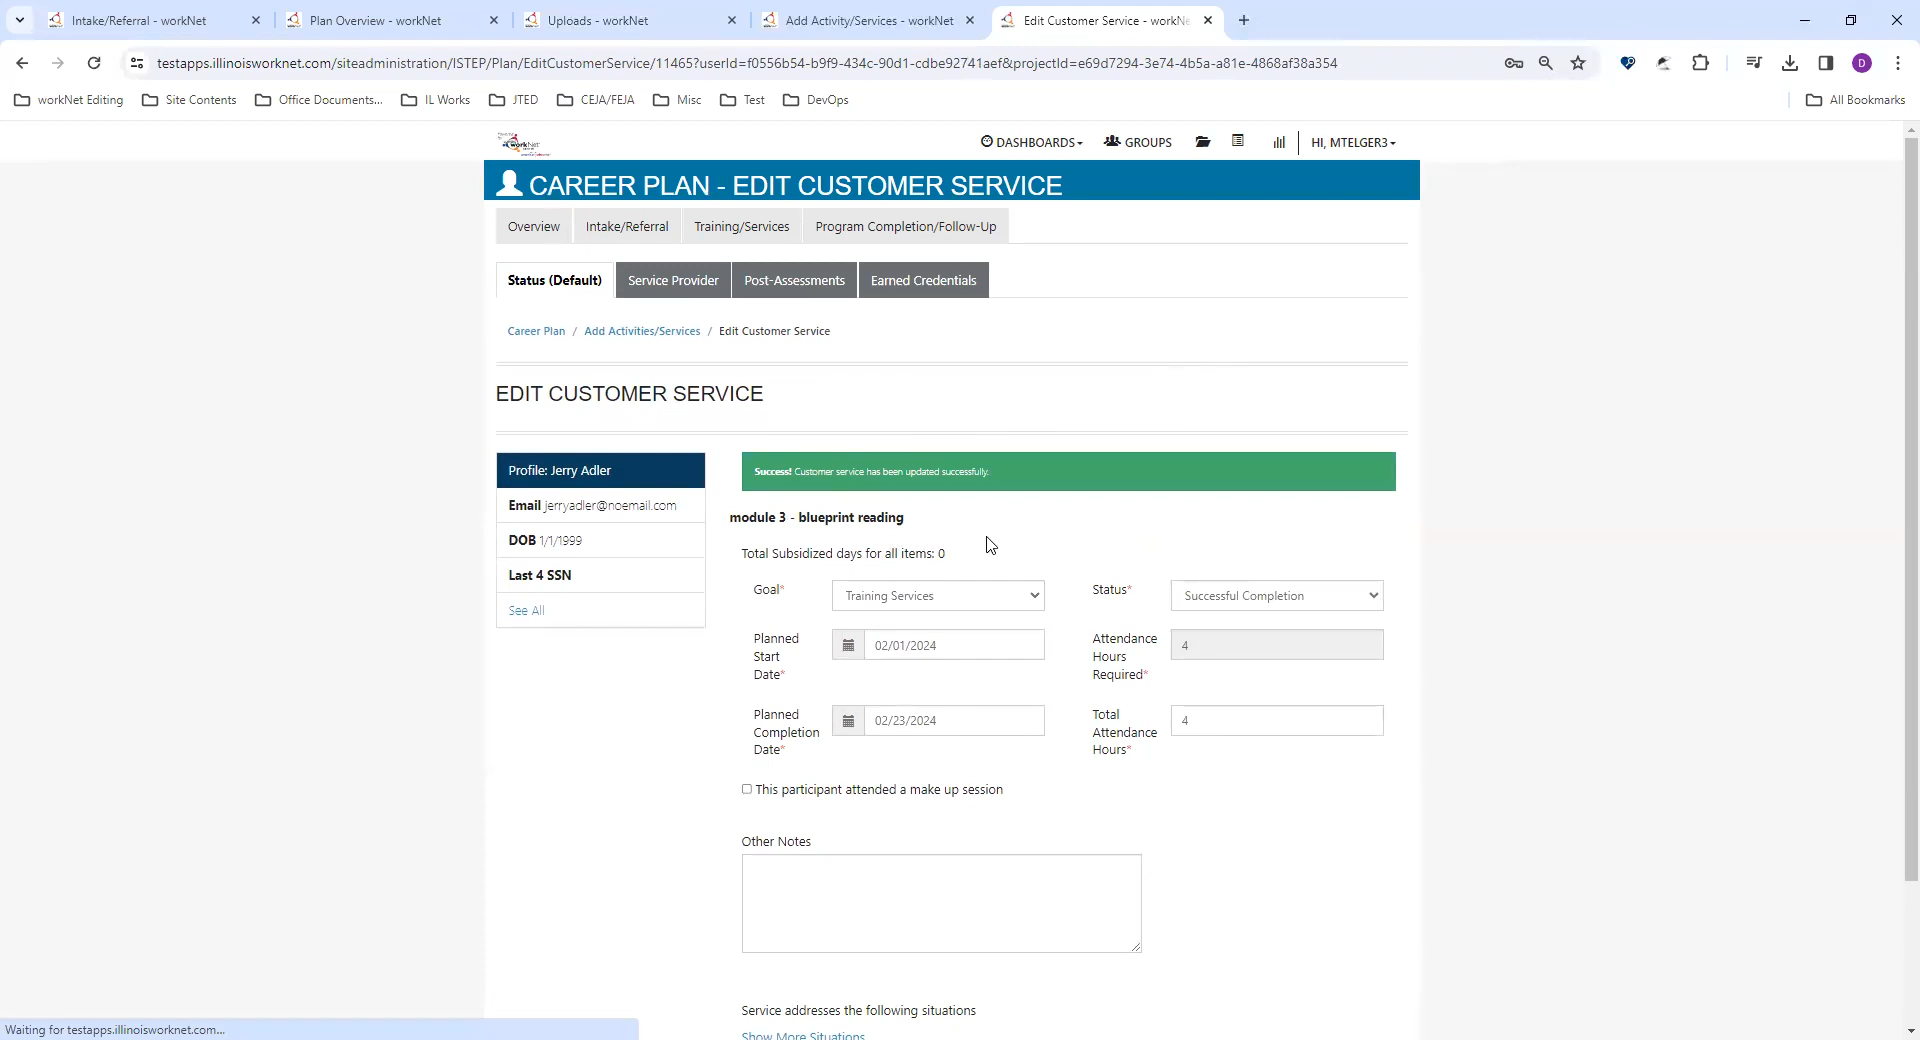 Intake/Referral - workNet
Plan Overview - workNet
Uploads - workNet
Add Activity/Services - workNet
Edit Customer Service - workNe
testapps.illinoisworknet.com/siteadministration/ISTEP/Plan/EditCustomerService/11465?userId=f0556b54-b9f9-434c-90d1-cdbe92741aef&projectId=e69d7294-3e74-4b5a-a81e-4868af38a354
D
workNet Editing
Site Contents
Office Documents...
IL Works
JTED
CEJA/FEJA
Misc
Test
DevOps
All Bookmarks
workNet
DASHBOARDS
GROUPS
HI, MTELGER3
CAREER PLAN - EDIT CUSTOMER SERVICE
Overview
Intake/Referral
Training/Services
Program Completion/Follow-Up
Status (Default)
Service Provider
Post-Assessments
Earned Credentials
Career Plan / Add Activities/Services / Edit Customer Service
EDIT CUSTOMER SERVICE
Profile: Jerry Adler
Email jerryadler@noemail.com
DOB 1/1/1999
Last 4 SSN
See All
Success! Customer service has been updated successfully.
module 3 - blueprint reading
Total Subsidized days for all items: 0
Goal*
Training Services
Status*
Successful Completion
Planned
Start
Date*
02/01/2024
Attendance
Hours
Required*
4
Planned
Completion
Date*
02/23/2024
Total
Attendance
Hours*
4
This participant attended a make up session
Other Notes
Service addresses the following situations
Show More Situations
Waiting for testapps.illinoisworknet.com...